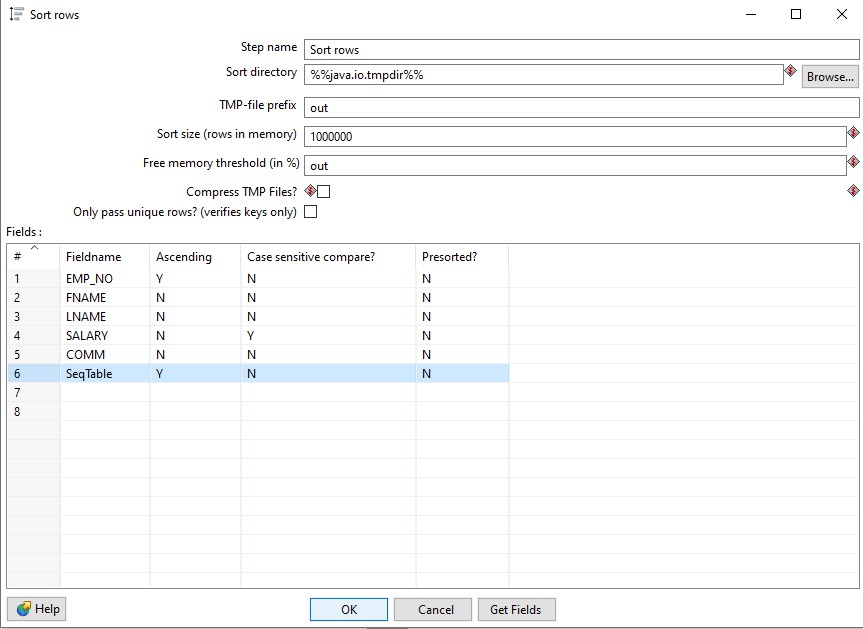 Sort rows
Step name Sort rows
Sort directory %%java.io.tmpdir%% Browse...
TMP-file prefix out
Sort size (rows in memory) 1000000
Free memory threshold (in %) out
Compress TMP Files?
Only pass unique rows? (verifies keys only)
Fields :
# Fieldname Ascending Case sensitive compare? Presorted?
1 EMP_NO Y N N
2 FNAME N N N
3 LNAME N N N
4 SALARY N Y N
5 COMM N N N
6 SeqTable Y N N
7
8
Help OK Cancel Get Fields